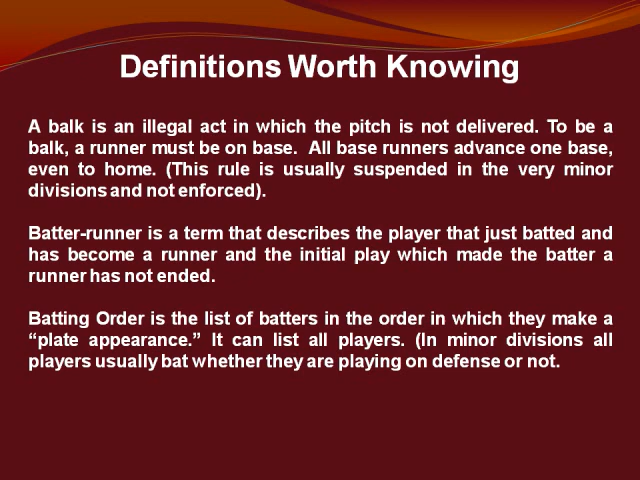 Definitions Worth Knowing
A balk is an illegal act in which the pitch is not delivered. To be a
balk, a runner must be on base.  All base runners advance one base,
even to home. (This rule is usually suspended in the very minor
divisions and not enforced).
Batter-runner is a term that describes the player that just batted and
has become a runner and the initial play which made the batter a
runner has not ended.
Batting Order is the list of batters in the order in which they make a
“plate appearance.” It can list all players. (In minor divisions all
players usually bat whether they are playing on defense or not.